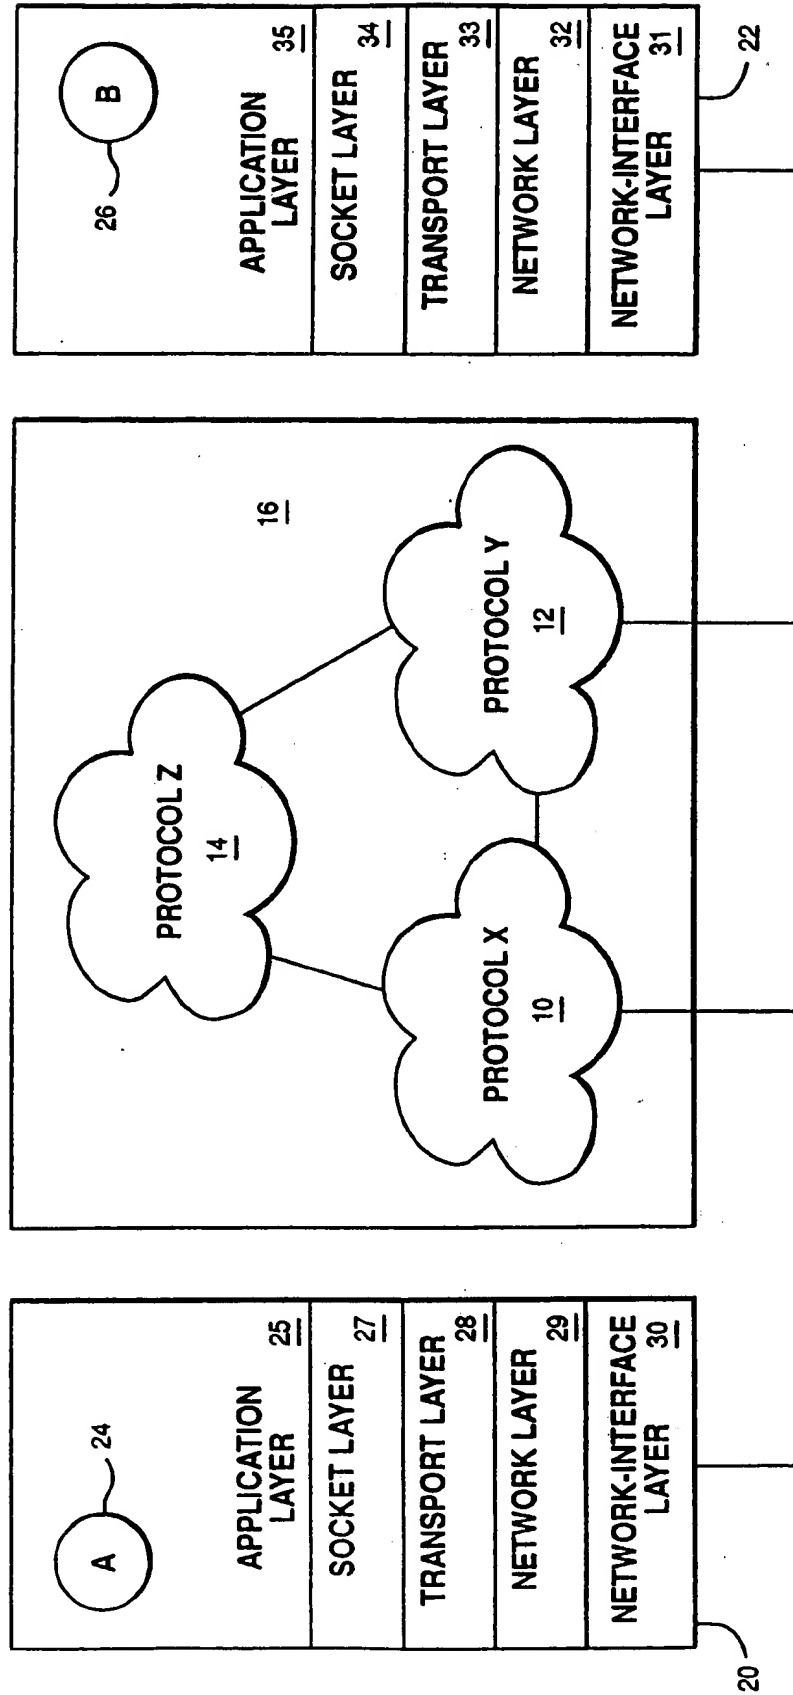 A
24
APPLICATION
LAYER
25
SOCKET LAYER
27
TRANSPORT LAYER
28
NETWORK LAYER
29
NETWORK-INTERFACE
LAYER
30
20
PROTOCOL Z
14
16
PROTOCOL X
10
PROTOCOL Y
12
B
26
APPLICATION
LAYER
35
SOCKET LAYER
34
TRANSPORT LAYER
33
NETWORK LAYER
32
NETWORK-INTERFACE
LAYER
31
22